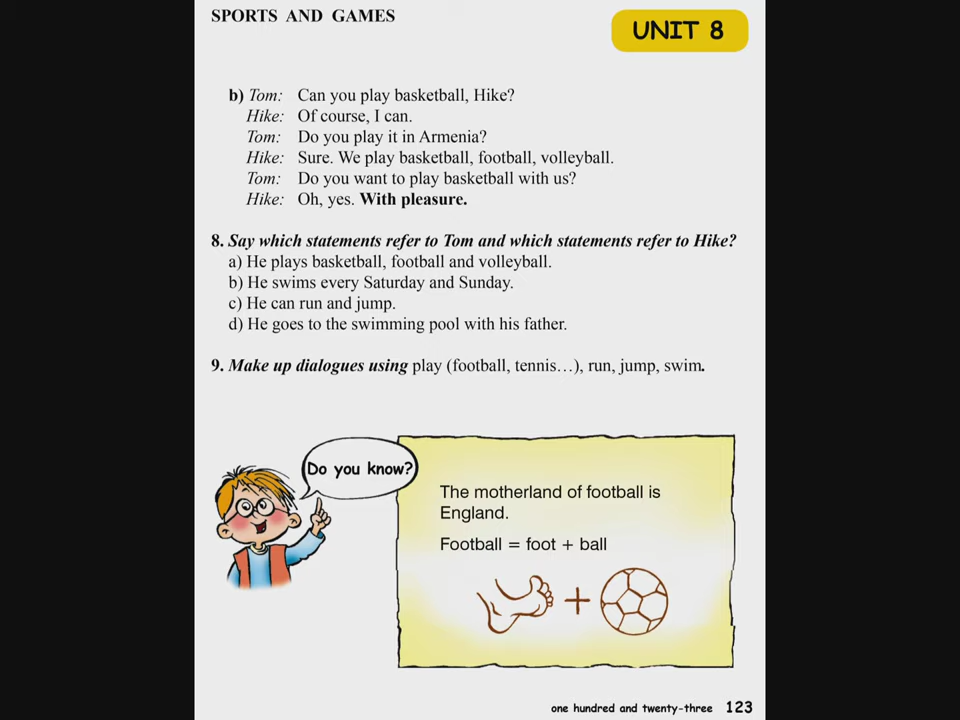 SPORTS AND GAMES
UNIT 8
b) Tom: Can you play basketball, Hike?
Hike: Of course, I can.
Tom: Do you play it in Armenia?
Hike: Sure. We play basketball, football, volleyball.
Tom: Do you want to play basketball with us?
Hike: Oh, yes. With pleasure.
8. Say which statements refer to Tom and which statements refer to Hike?
a) He plays basketball, football and volleyball.
b) He swims every Saturday and Sunday.
c) He can run and jump.
d) He goes to the swimming pool with his father.
9. Make up dialogues using play (football, tennis…), run, jump, swim.
Do you know?
The motherland of football is
England.
Football = foot + ball
+
one hundred and twenty-three 123